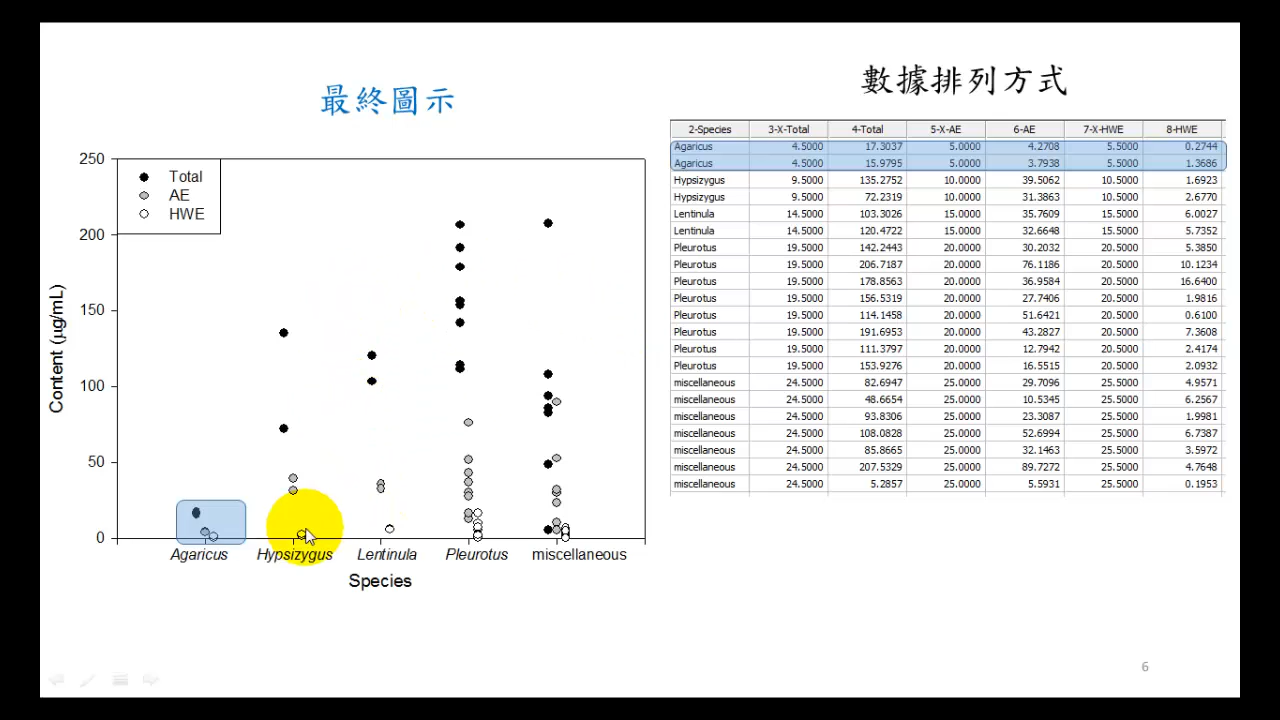 最終圖示
250
200
150
100
50
0
Content (µg/mL)
Total
AE
HWE
Agaricus Hypsizygus Lentinula Pleurotus miscellaneous
Species
數據排列方式
2-Species 3-X-Total 4-Total 5-X-AE 6-AE 7-X-HWE 8-HWE
Agaricus 4.5000 17.3037 5.0000 4.2708 5.5000 0.2744
Agaricus 4.5000 15.9795 5.0000 3.7938 5.5000 1.3686
Hypsizygus 9.5000 135.2752 10.0000 39.5062 10.5000 1.6923
Hypsizygus 9.5000 72.2319 10.0000 31.3863 10.5000 2.6770
Lentinula 14.5000 103.3026 15.0000 35.7609 15.5000 6.0027
Lentinula 14.5000 120.4722 15.0000 32.6648 15.5000 5.7352
Pleurotus 19.5000 142.2443 20.0000 30.2032 20.5000 5.3850
Pleurotus 19.5000 206.7187 20.0000 76.1186 20.5000 10.1234
Pleurotus 19.5000 178.8563 20.0000 36.9584 20.5000 16.6400
Pleurotus 19.5000 156.5319 20.0000 27.7406 20.5000 1.9816
Pleurotus 19.5000 114.1458 20.0000 51.6421 20.5000 0.6100
Pleurotus 19.5000 191.6953 20.0000 43.2827 20.5000 7.3608
Pleurotus 19.5000 111.3797 20.0000 12.7942 20.5000 2.4174
Pleurotus 19.5000 153.9276 20.0000 16.5515 20.5000 2.0932
miscellaneous 24.5000 82.6947 25.0000 29.7096 25.5000 4.9571
miscellaneous 24.5000 48.6654 25.0000 10.5345 25.5000 6.2567
miscellaneous 24.5000 93.8306 25.0000 23.3087 25.5000 1.9981
miscellaneous 24.5000 108.0828 25.0000 52.6994 25.5000 6.7387
miscellaneous 24.5000 85.8665 25.0000 32.1463 25.5000 3.5972
miscellaneous 24.5000 207.5329 25.0000 89.7272 25.5000 4.7648
miscellaneous 24.5000 5.2857 25.0000 5.5931 25.5000 0.1953
6